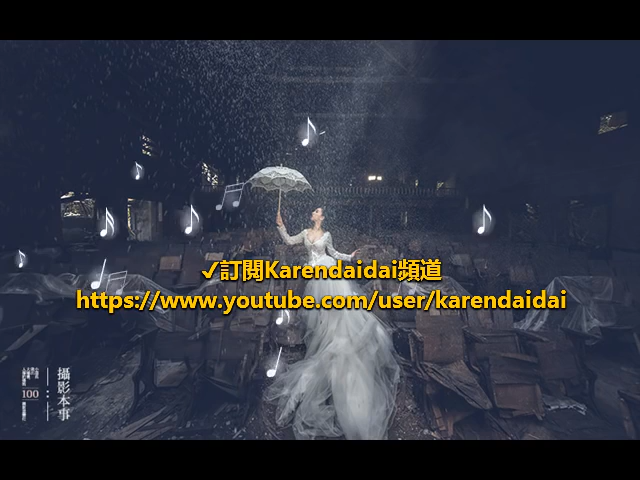 ✓訂閱Karendaidai頻道
https://www.youtube.com/user/karendaidai
攝影本事
100